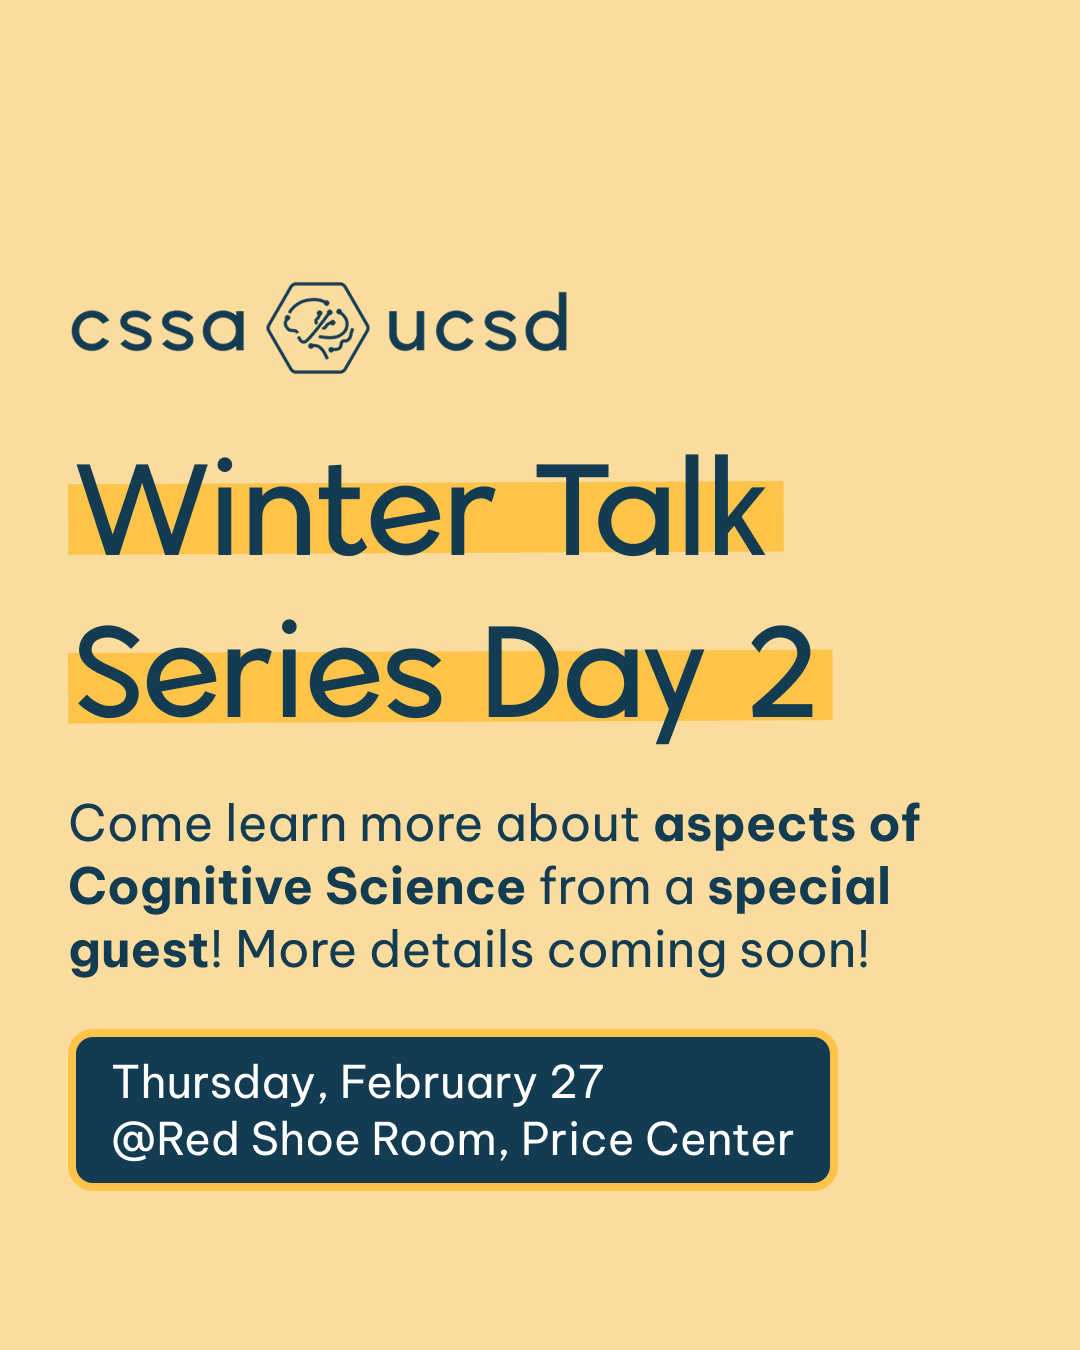 cssa ucsd
Winter Talk
Series Day 2
Come learn more about aspects of
Cognitive Science from a special
guest! More details coming soon!
Thursday, February 27
@Red Shoe Room, Price Center